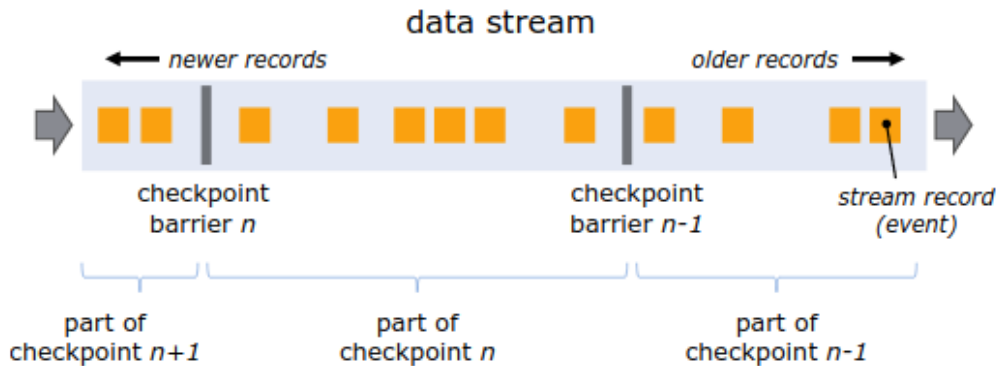 data stream
newer records
older records
checkpoint
barrier n
checkpoint
barrier n-1
stream record
(event)
part of
checkpoint n+1
part of
checkpoint n
part of
checkpoint n-1